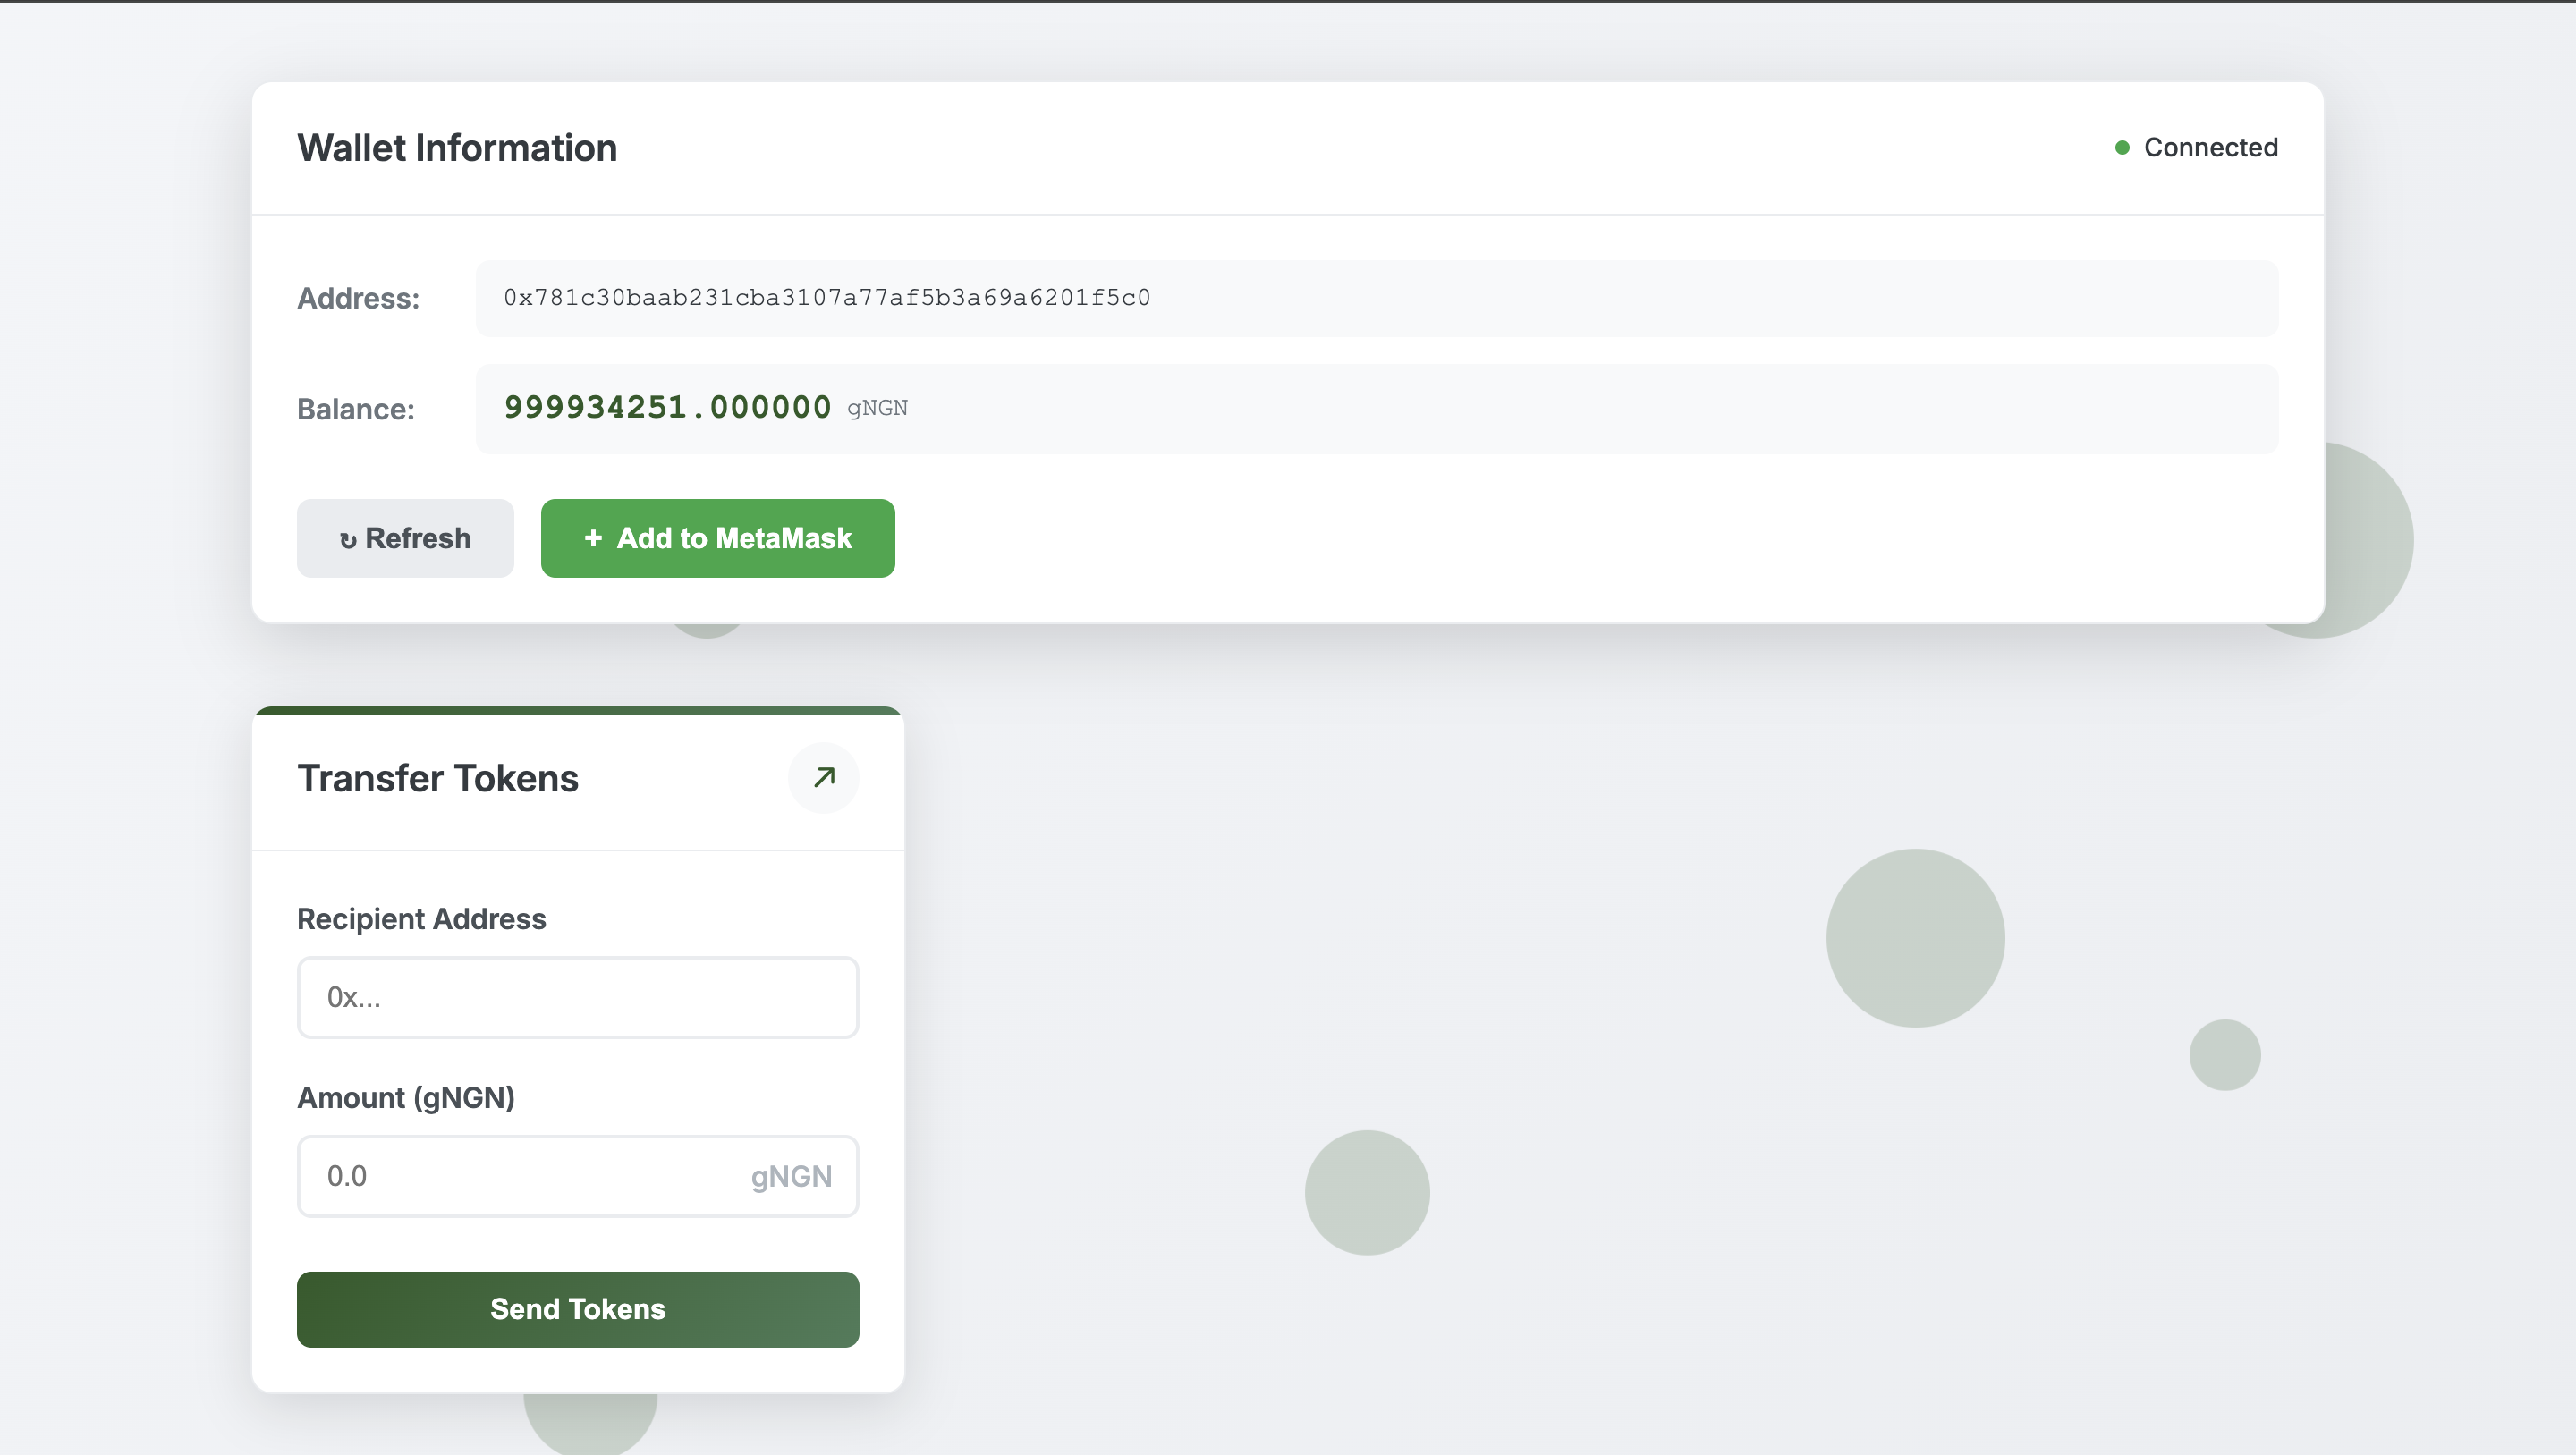 Wallet Information
Connected
Address:
0x781c30baab231cba3107a77af5b3a69a6201f5c0
Balance:
999934251.000000 gNGN
↻ Refresh
+ Add to MetaMask
Transfer Tokens
Recipient Address
0x...
Amount (gNGN)
0.0
gNGN
Send Tokens